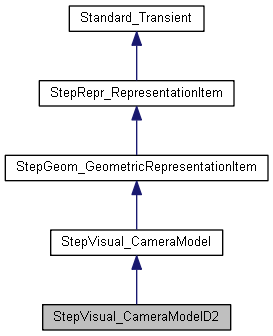 Standard_Transient
StepRepr_RepresentationItem
StepGeom_GeometricRepresentationItem
StepVisual_CameraModel
StepVisual_CameraModelD2